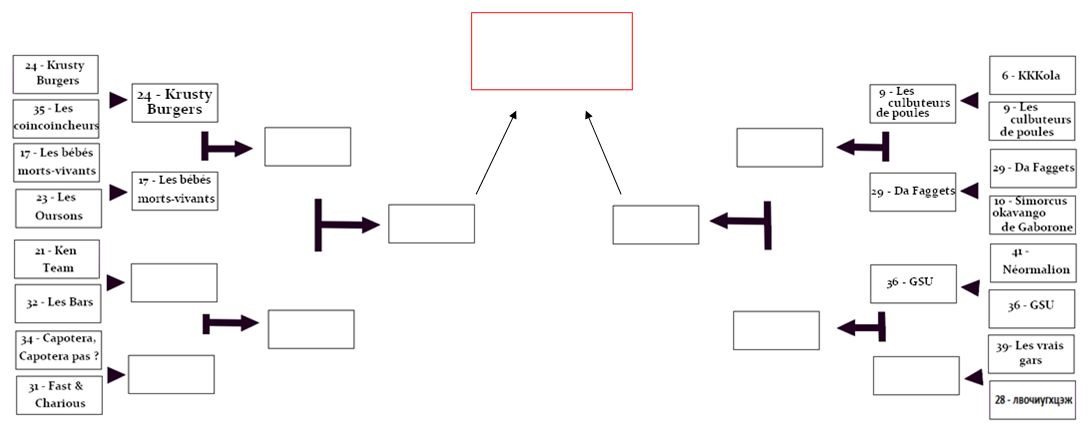 24 - Krusty
Burgers
35 - Les
coincoincheurs
24 - Krusty
Burgers
17 - Les bébés
morts-vivants
23 - Les
Oursons
17 - Les bébés
morts-vivants
21 - Ken
Team
32 - Les Bars
34 - Capotera,
Capotera pas ?
31 - Fast &
Charious
9 - Les
culbuteurs
de poules
6 - KKKola
9 - Les
culbuteurs
de poules
29 - Da Faggets
29 - Da Faggets
10 - Simorcus
okavango
de Gaborone
36 - GSU
41 -
Néormalion
36 - GSU
39- Les vrais
gars
28 - лвочиугхцэж